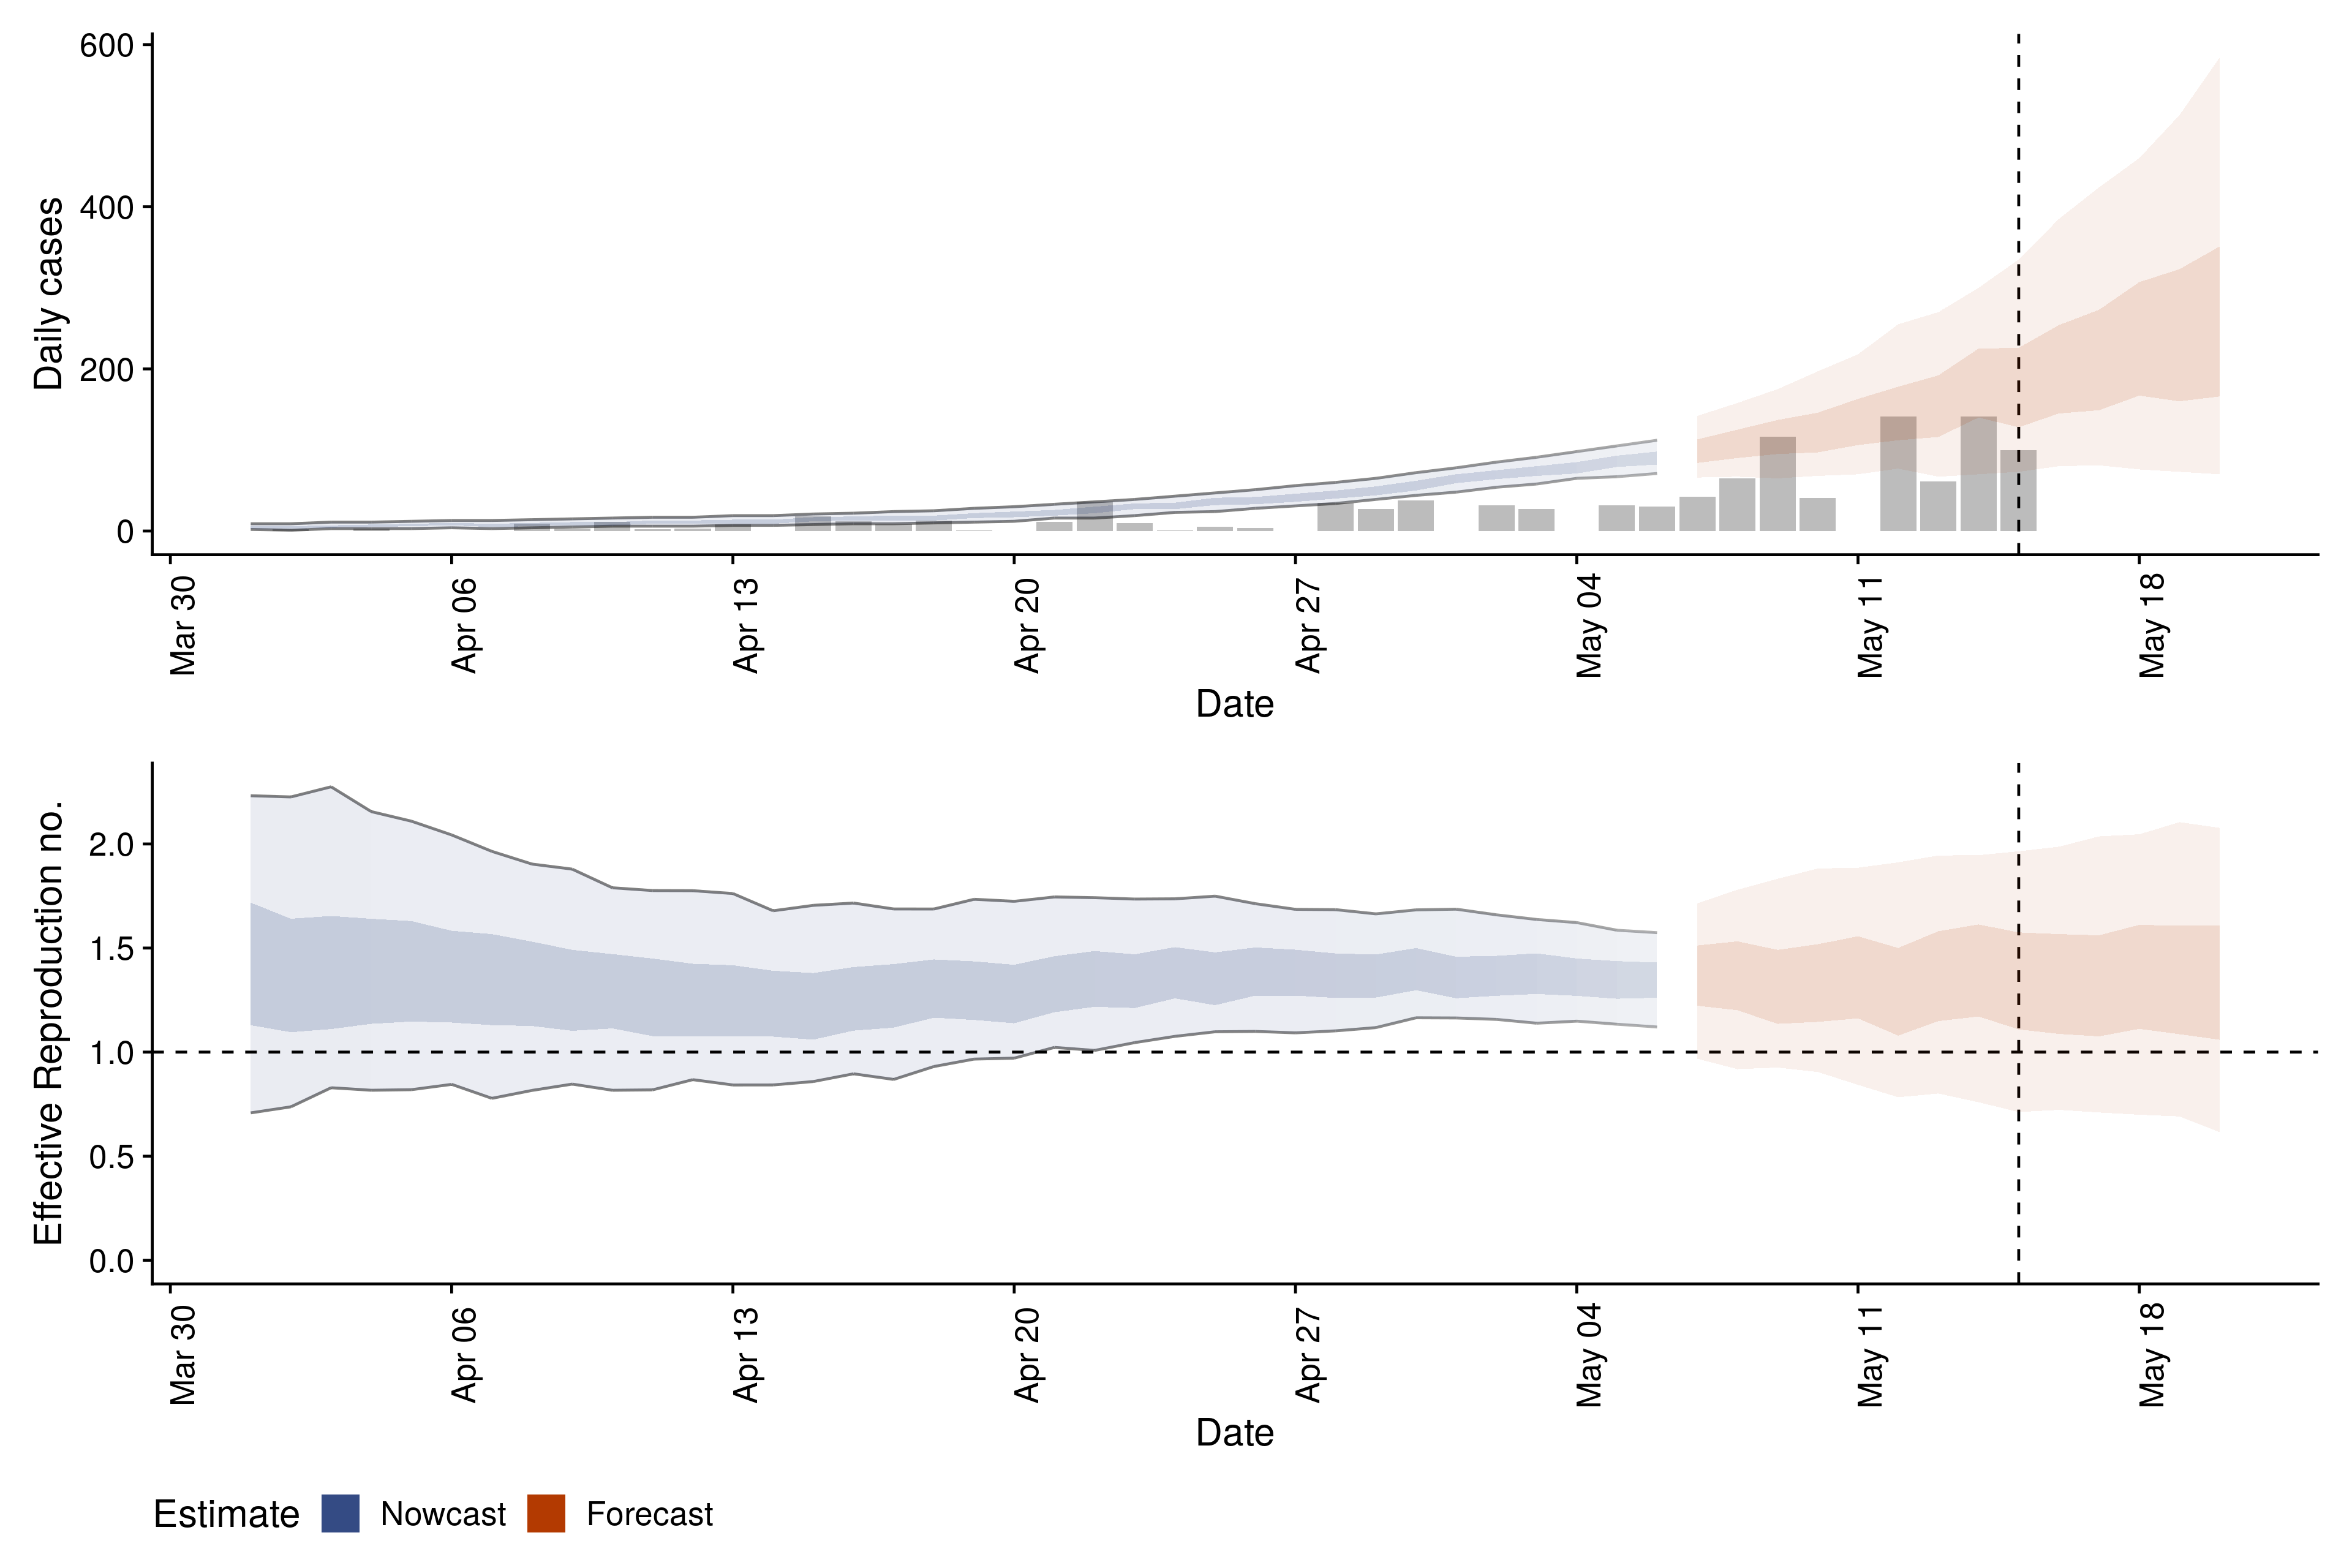 Daily cases
600
400
200
0
Mar 30
Apr 06
Apr 13
Apr 20
Apr 27
May 04
May 11
May 18
Date
Effective Reproduction no.
2.0
1.5
1.0
0.5
0.0
Mar 30
Apr 06
Apr 13
Apr 20
Apr 27
May 04
May 11
May 18
Date
Estimate Nowcast Forecast